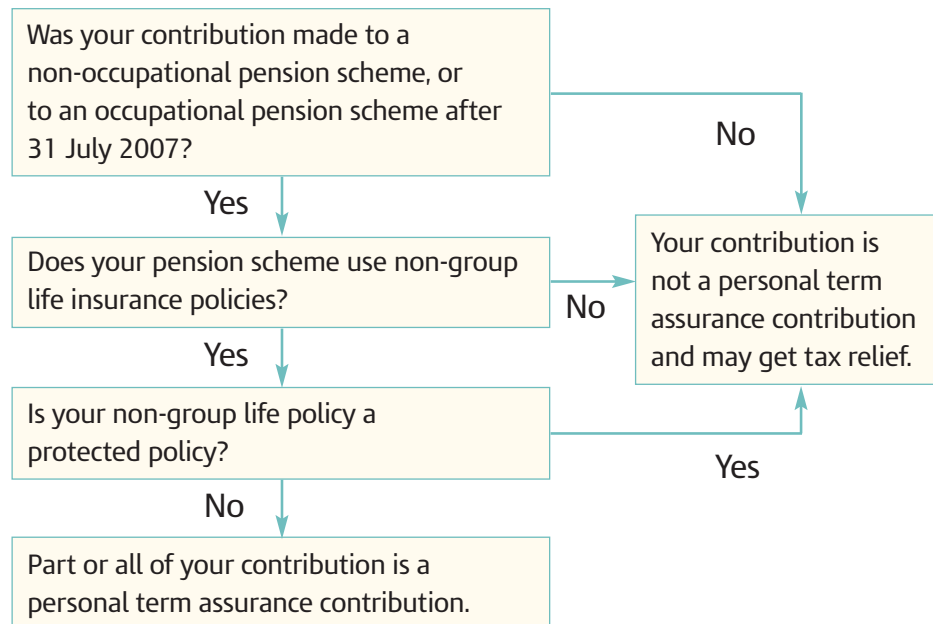 Was your contribution made to a
non-occupational pension scheme, or
to an occupational pension scheme after
31 July 2007?
No
Yes
Does your pension scheme use non-group
life insurance policies?
No
Your contribution is
not a personal term
assurance contribution
and may get tax relief.
Yes
Is your non-group life policy a
protected policy?
Yes
No
Part or all of your contribution is a
personal term assurance contribution.